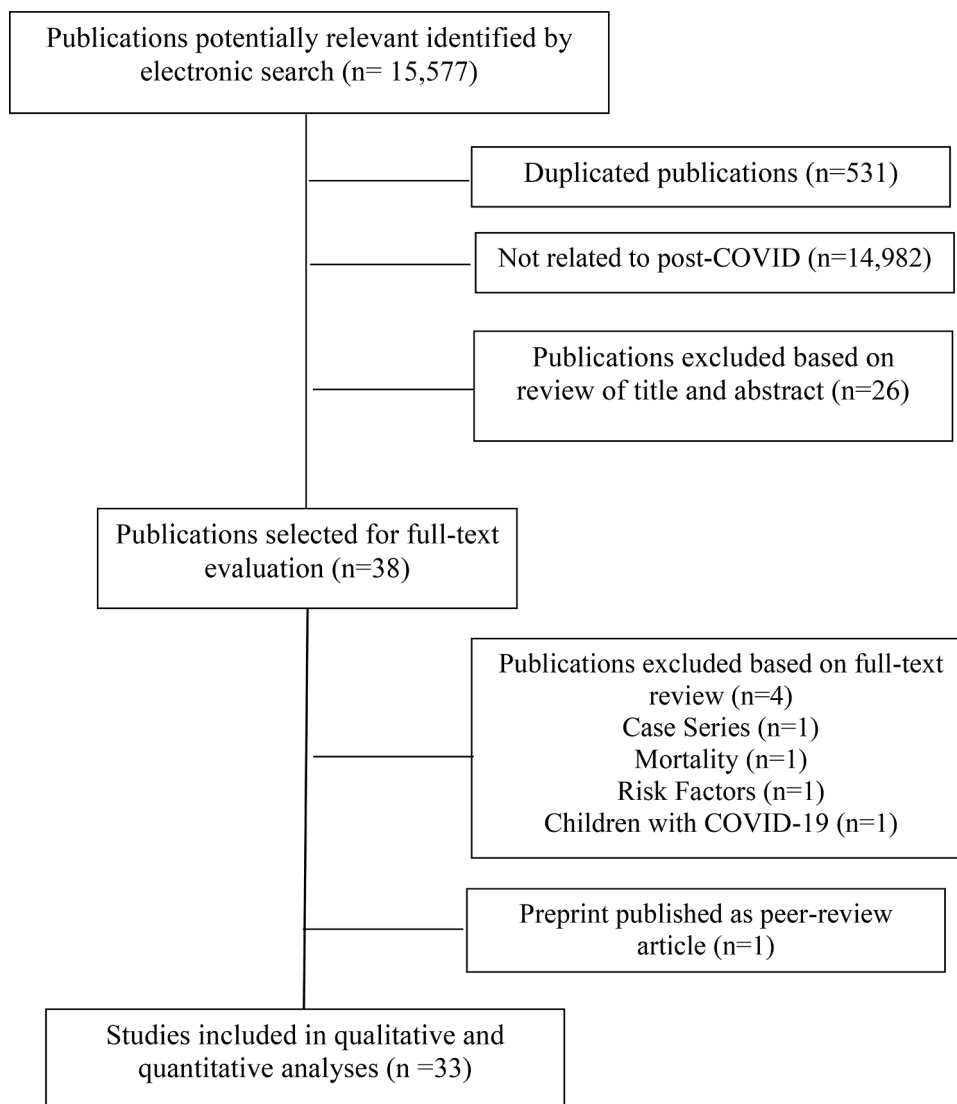 Publications potentially relevant identified by
electronic search (n= 15,577)
Duplicated publications (n=531)
Not related to post-COVID (n=14,982)
Publications excluded based on
review of title and abstract (n=26)
Publications selected for full-text
evaluation (n=38)
Publications excluded based on full-text
review (n=4)
Case Series (n=1)
Mortality (n=1)
Risk Factors (n=1)
Children with COVID-19 (n=1)
Preprint published as peer-review
article (n=1)
Studies included in qualitative and
quantitative analyses (n =33)